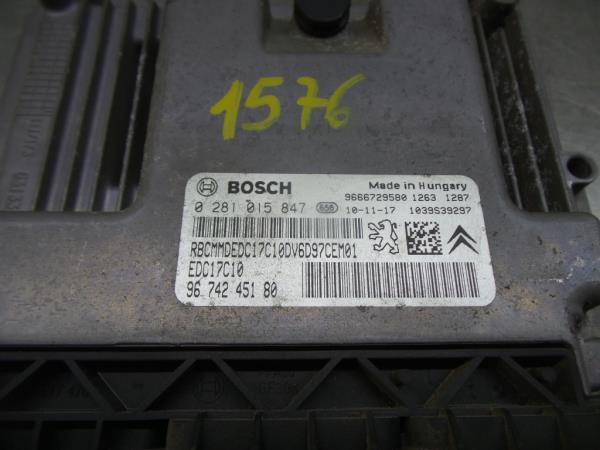 1576
BOSCH
Made in Hungary
0 281 015 847 656
9666729580 1263 1287
10-11-17 1039S39297
RBCMMDEDC17C10DV6D97CEM01
EDC17C10
96 742 451 80